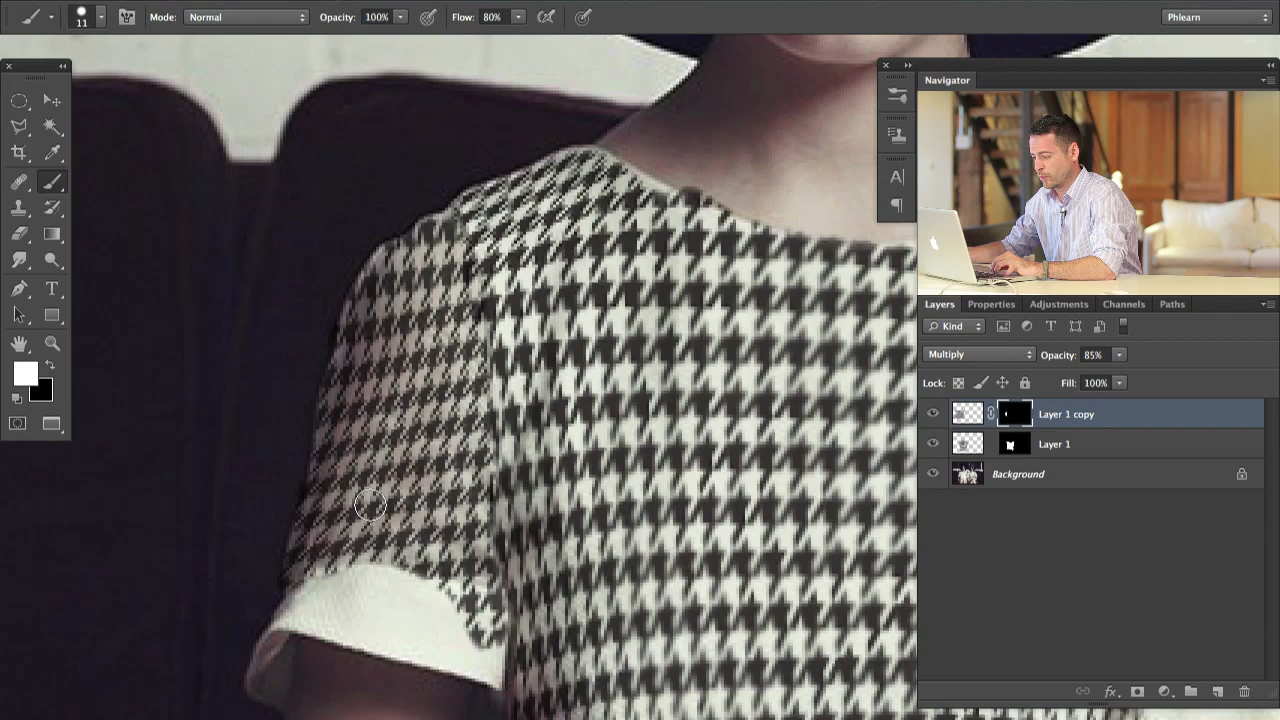 11 Mode: Normal Opacity: 100% Flow: 80% Phlearn
Navigator
T
A
Layers Properties Adjustments Channels Paths
Kind T
Multiply Opacity: 85%
Lock: Fill: 100%
Layer 1 copy
Layer 1
Background
fx